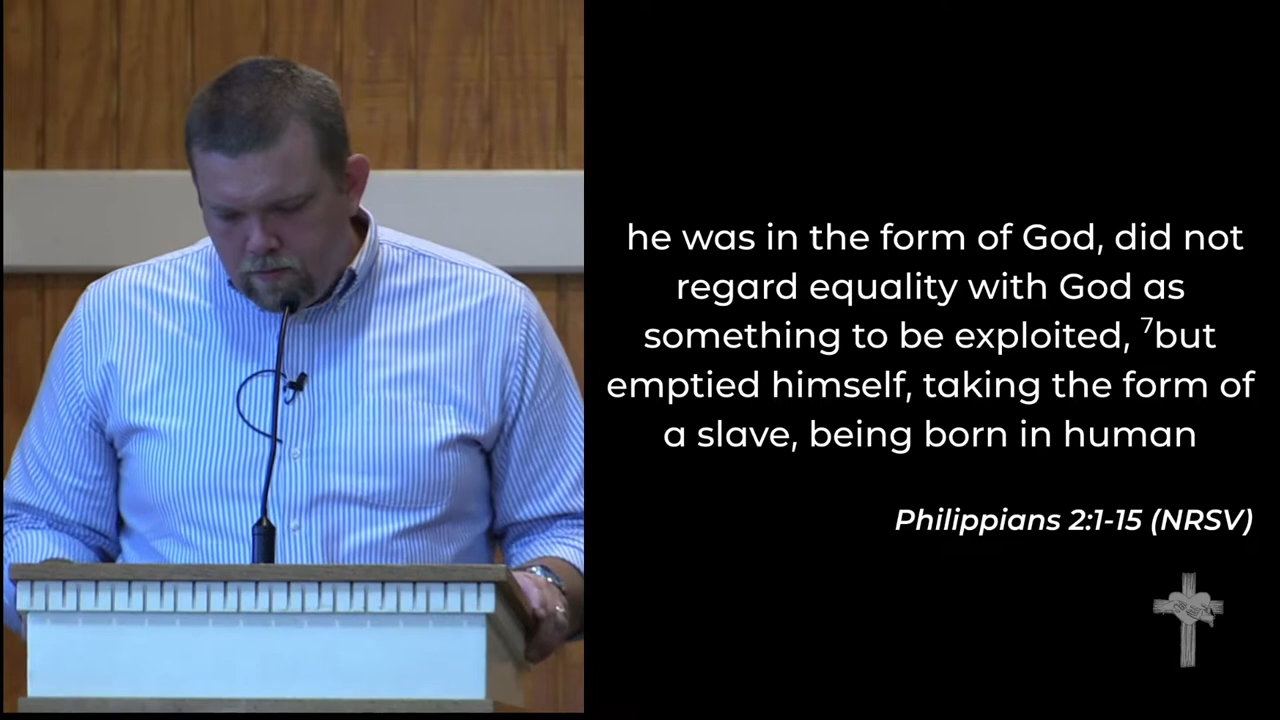 he was in the form of God, did not
regard equality with God as
something to be exploited, ⁷but
emptied himself, taking the form of
a slave, being born in human
Philippians 2:1-15 (NRSV)